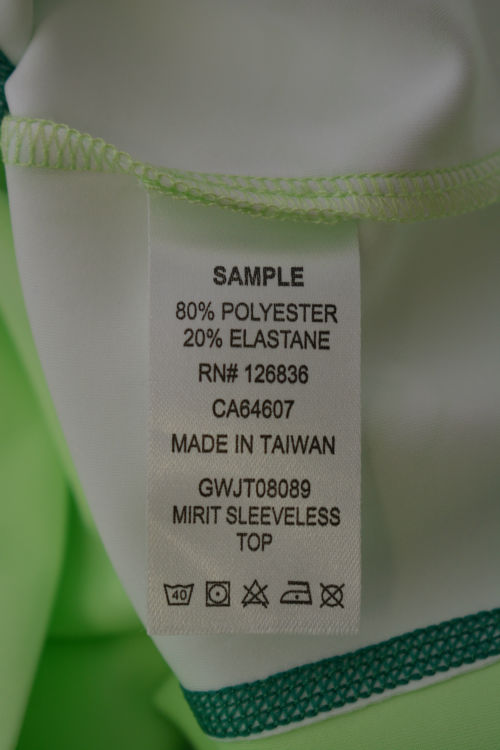 SAMPLE
80% POLYESTER
20% ELASTANE
RN# 126836
CA64607
MADE IN TAIWAN
GWJT08089
MIRIT SLEEVELESS
TOP
40